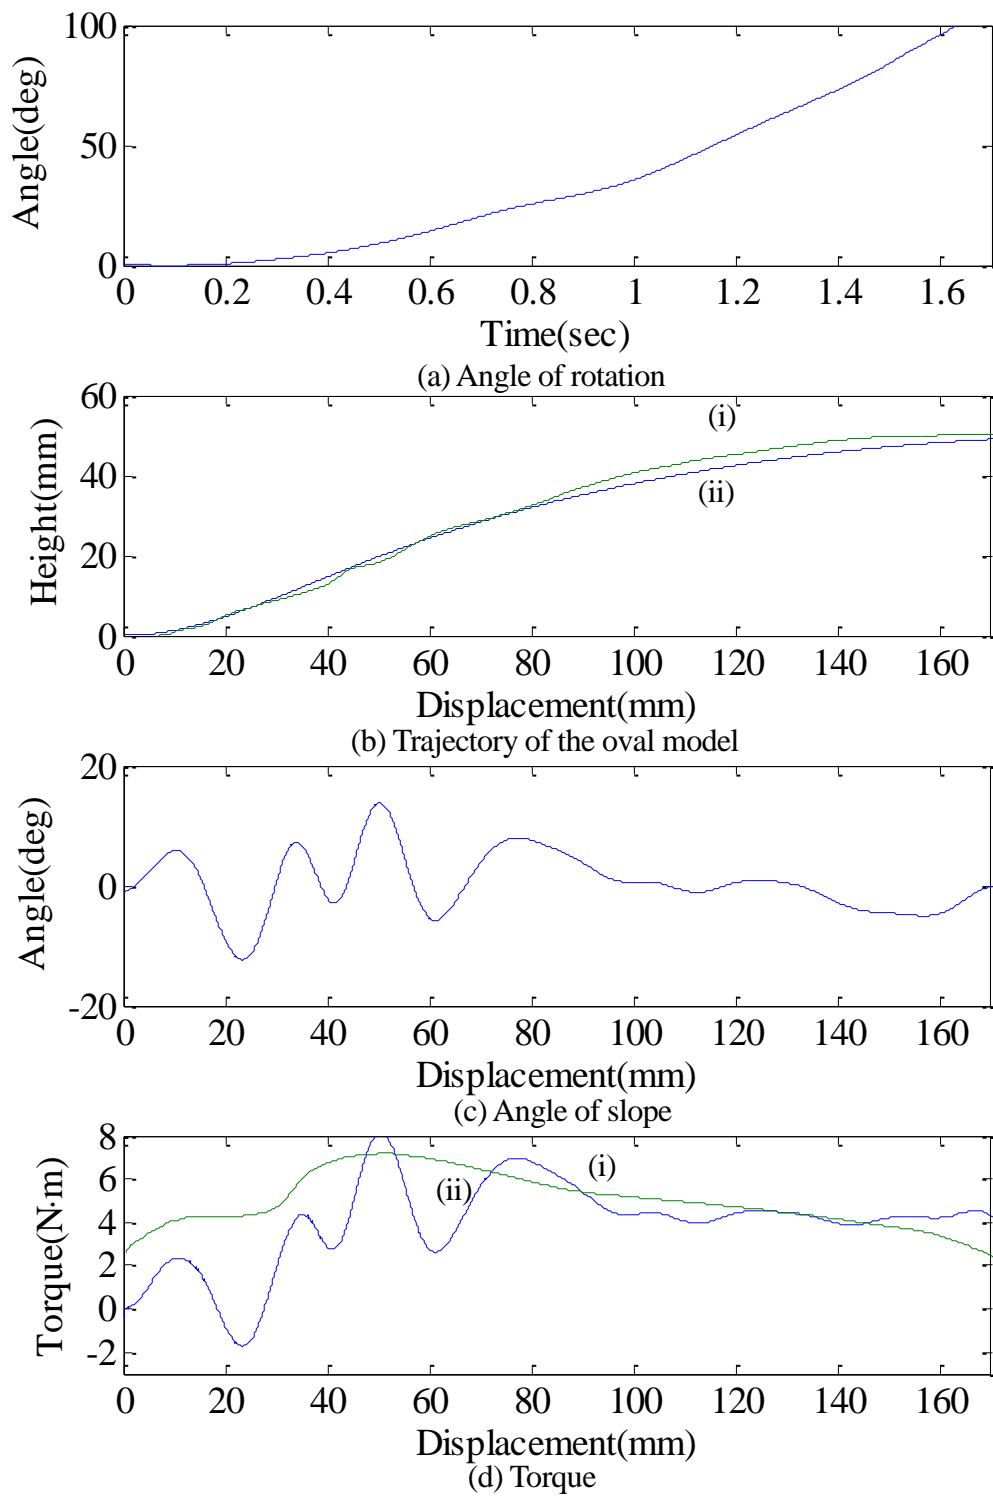 100
50
0
Angle(deg)
0 0.2 0.4 0.6 0.8 1 1.2 1.4 1.6
Time(sec)
(a) Angle of rotation
60
40
20
0
Height(mm)
(i)
(ii)
0 20 40 60 80 100 120 140 160
Displacement(mm)
(b) Trajectory of the oval model
20
0
-20
Angle(deg)
0 20 40 60 80 100 120 140 160
Displacement(mm)
(c) Angle of slope
8
6
4
2
0
-2
Torque(N·m)
(i)
(ii)
0 20 40 60 80 100 120 140 160
Displacement(mm)
(d) Torque